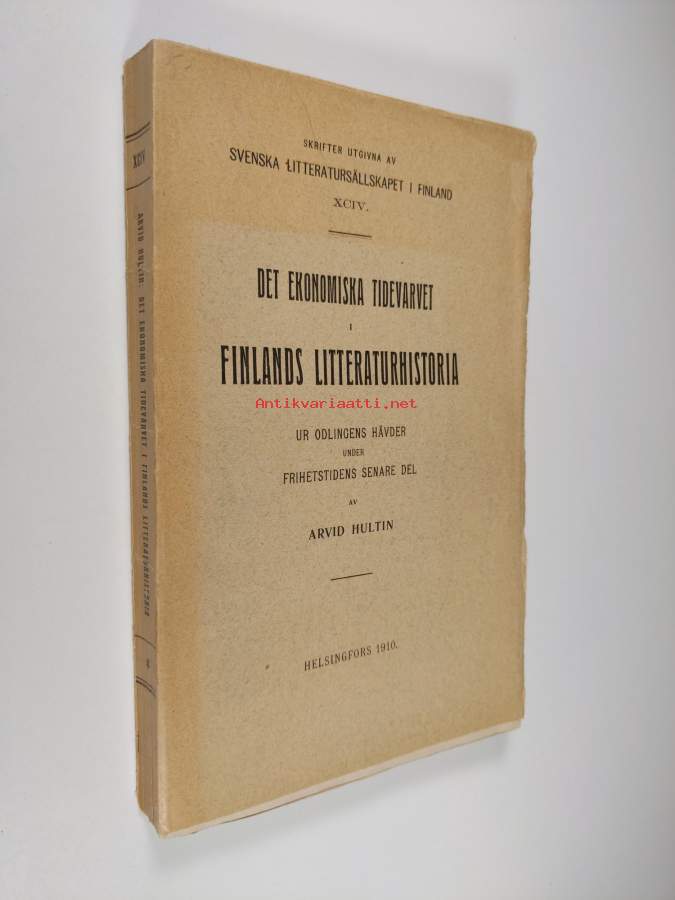 SKRIFTER UTGIVNA AV
SVENSKA LITTERATURSÄLLSKAPET I FINLAND
XCIV.
DET EKONOMISKA TIDEVARVET
I
FINLANDS LITTERATURHISTORIA
Antikvariaatti.net
UR ODLINGENS HÄVDER
UNDER
FRIHETSTIDENS SENARE DEL
AV
ARVID HULTIN
HELSINGFORS 1910.
XCIV
ARVID HULTIN. DET EKONOMISKA TIDEVARVET I FINLANDS LITTERATURHISTORIA